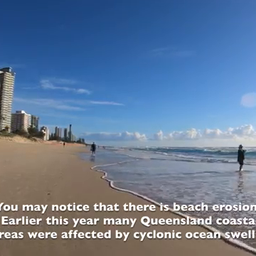 You may notice that there is beach erosion
Earlier this year many Queensland coasta
reas were affected by cyclonic ocean swell